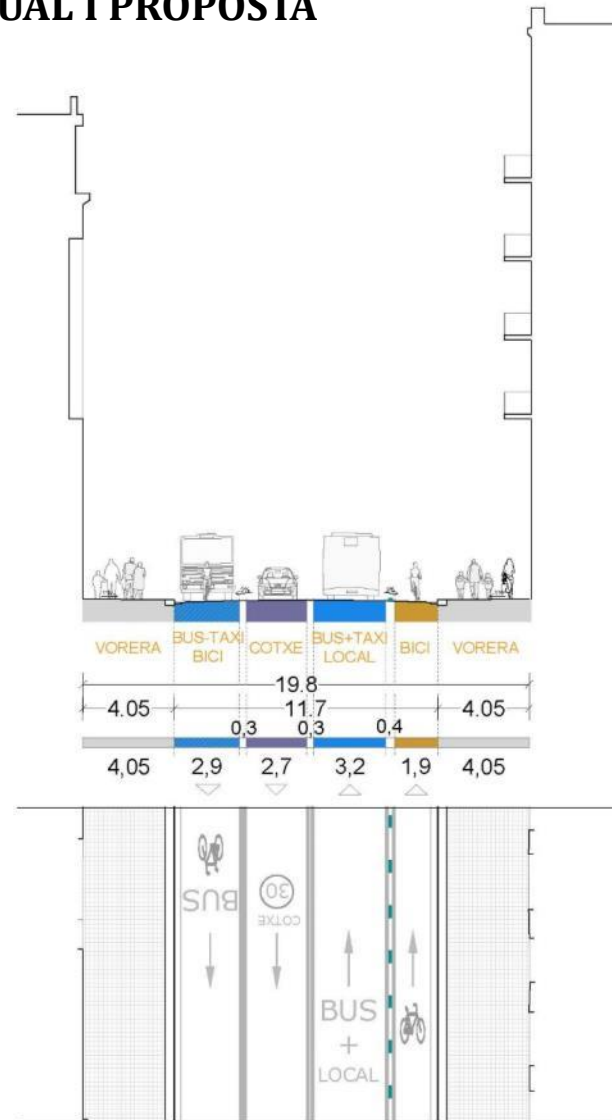 UAL I PROPOSTA
VORERA BUS-TAXI BICI COTXE BUS+TAXI LOCAL BICI VORERA
19.8
4.05 11.7 4.05
0,3 0,3 0,4
4,05 2,9 2,7 3,2 1,9 4,05
BUS
30
COTXE
BUS
+
LOCAL